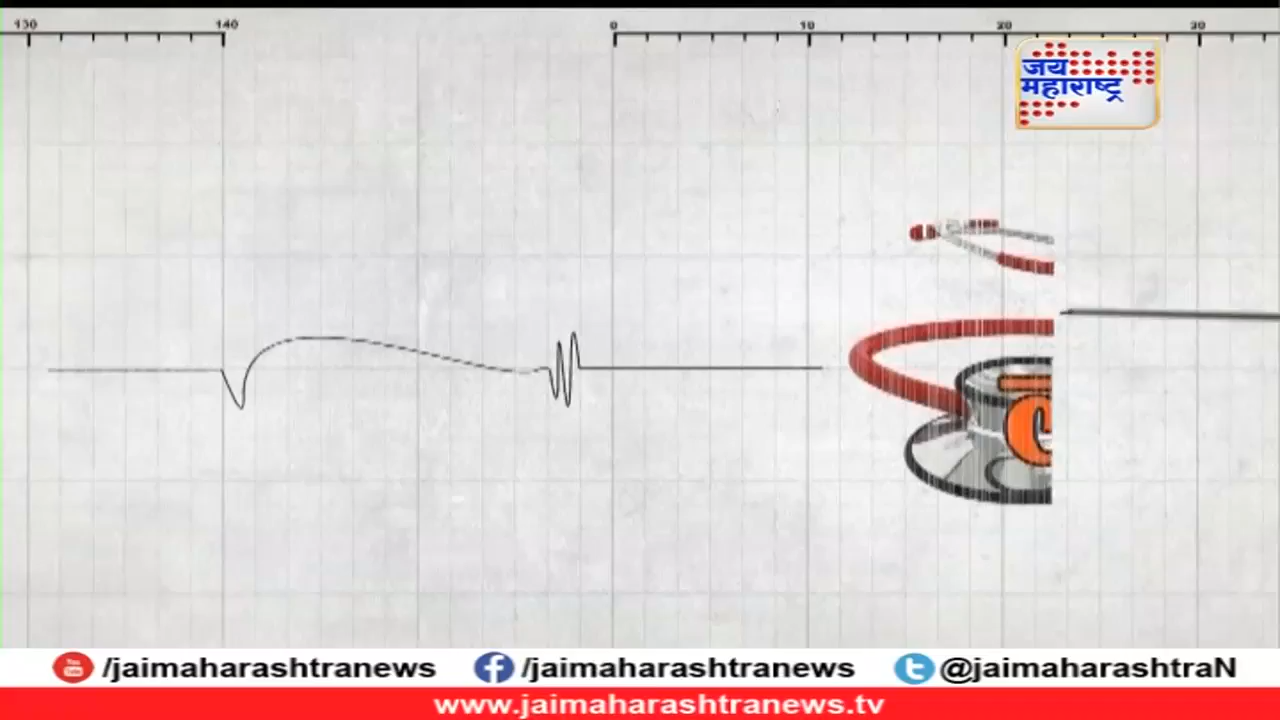 130 140 0 10 20 30
जय
महाराष्ट्र
/jaimaharashtranews /jaimaharashtranews @jaimaharashtraN
www.jaimaharashtranews.tv